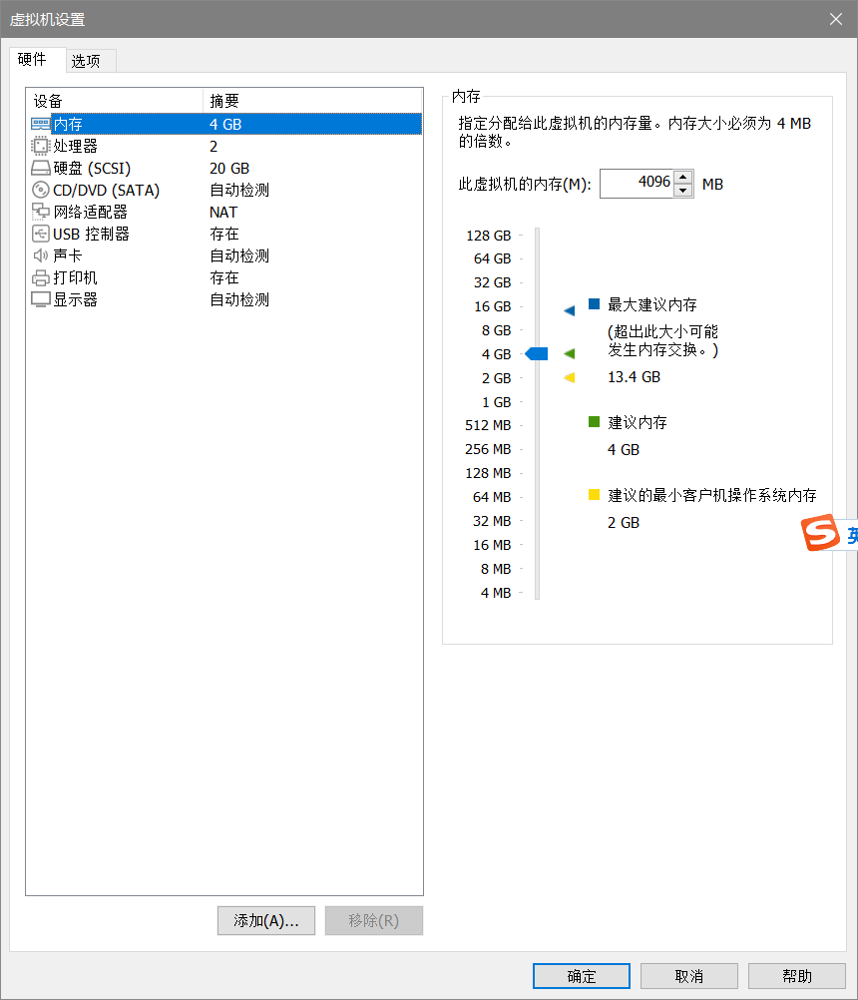 虚拟机设置
硬件 选项
设备 摘要
内存 4 GB
处理器 2
硬盘 (SCSI) 20 GB
CD/DVD (SATA) 自动检测
网络适配器 NAT
USB 控制器 存在
声卡 自动检测
打印机 存在
显示器 自动检测
添加(A)... 移除(R)
内存
指定分配给此虚拟机的内存量。内存大小必须为 4 MB
的倍数。
此虚拟机的内存(M): 4096 MB
128 GB
64 GB
32 GB
16 GB
8 GB
4 GB
2 GB
1 GB
512 MB
256 MB
128 MB
64 MB
32 MB
16 MB
8 MB
4 MB
最大建议内存
(超出此大小可能
发生内存交换。)
13.4 GB
建议内存
4 GB
建议的最小客户机操作系统内存
2 GB
S 英
确定 取消 帮助